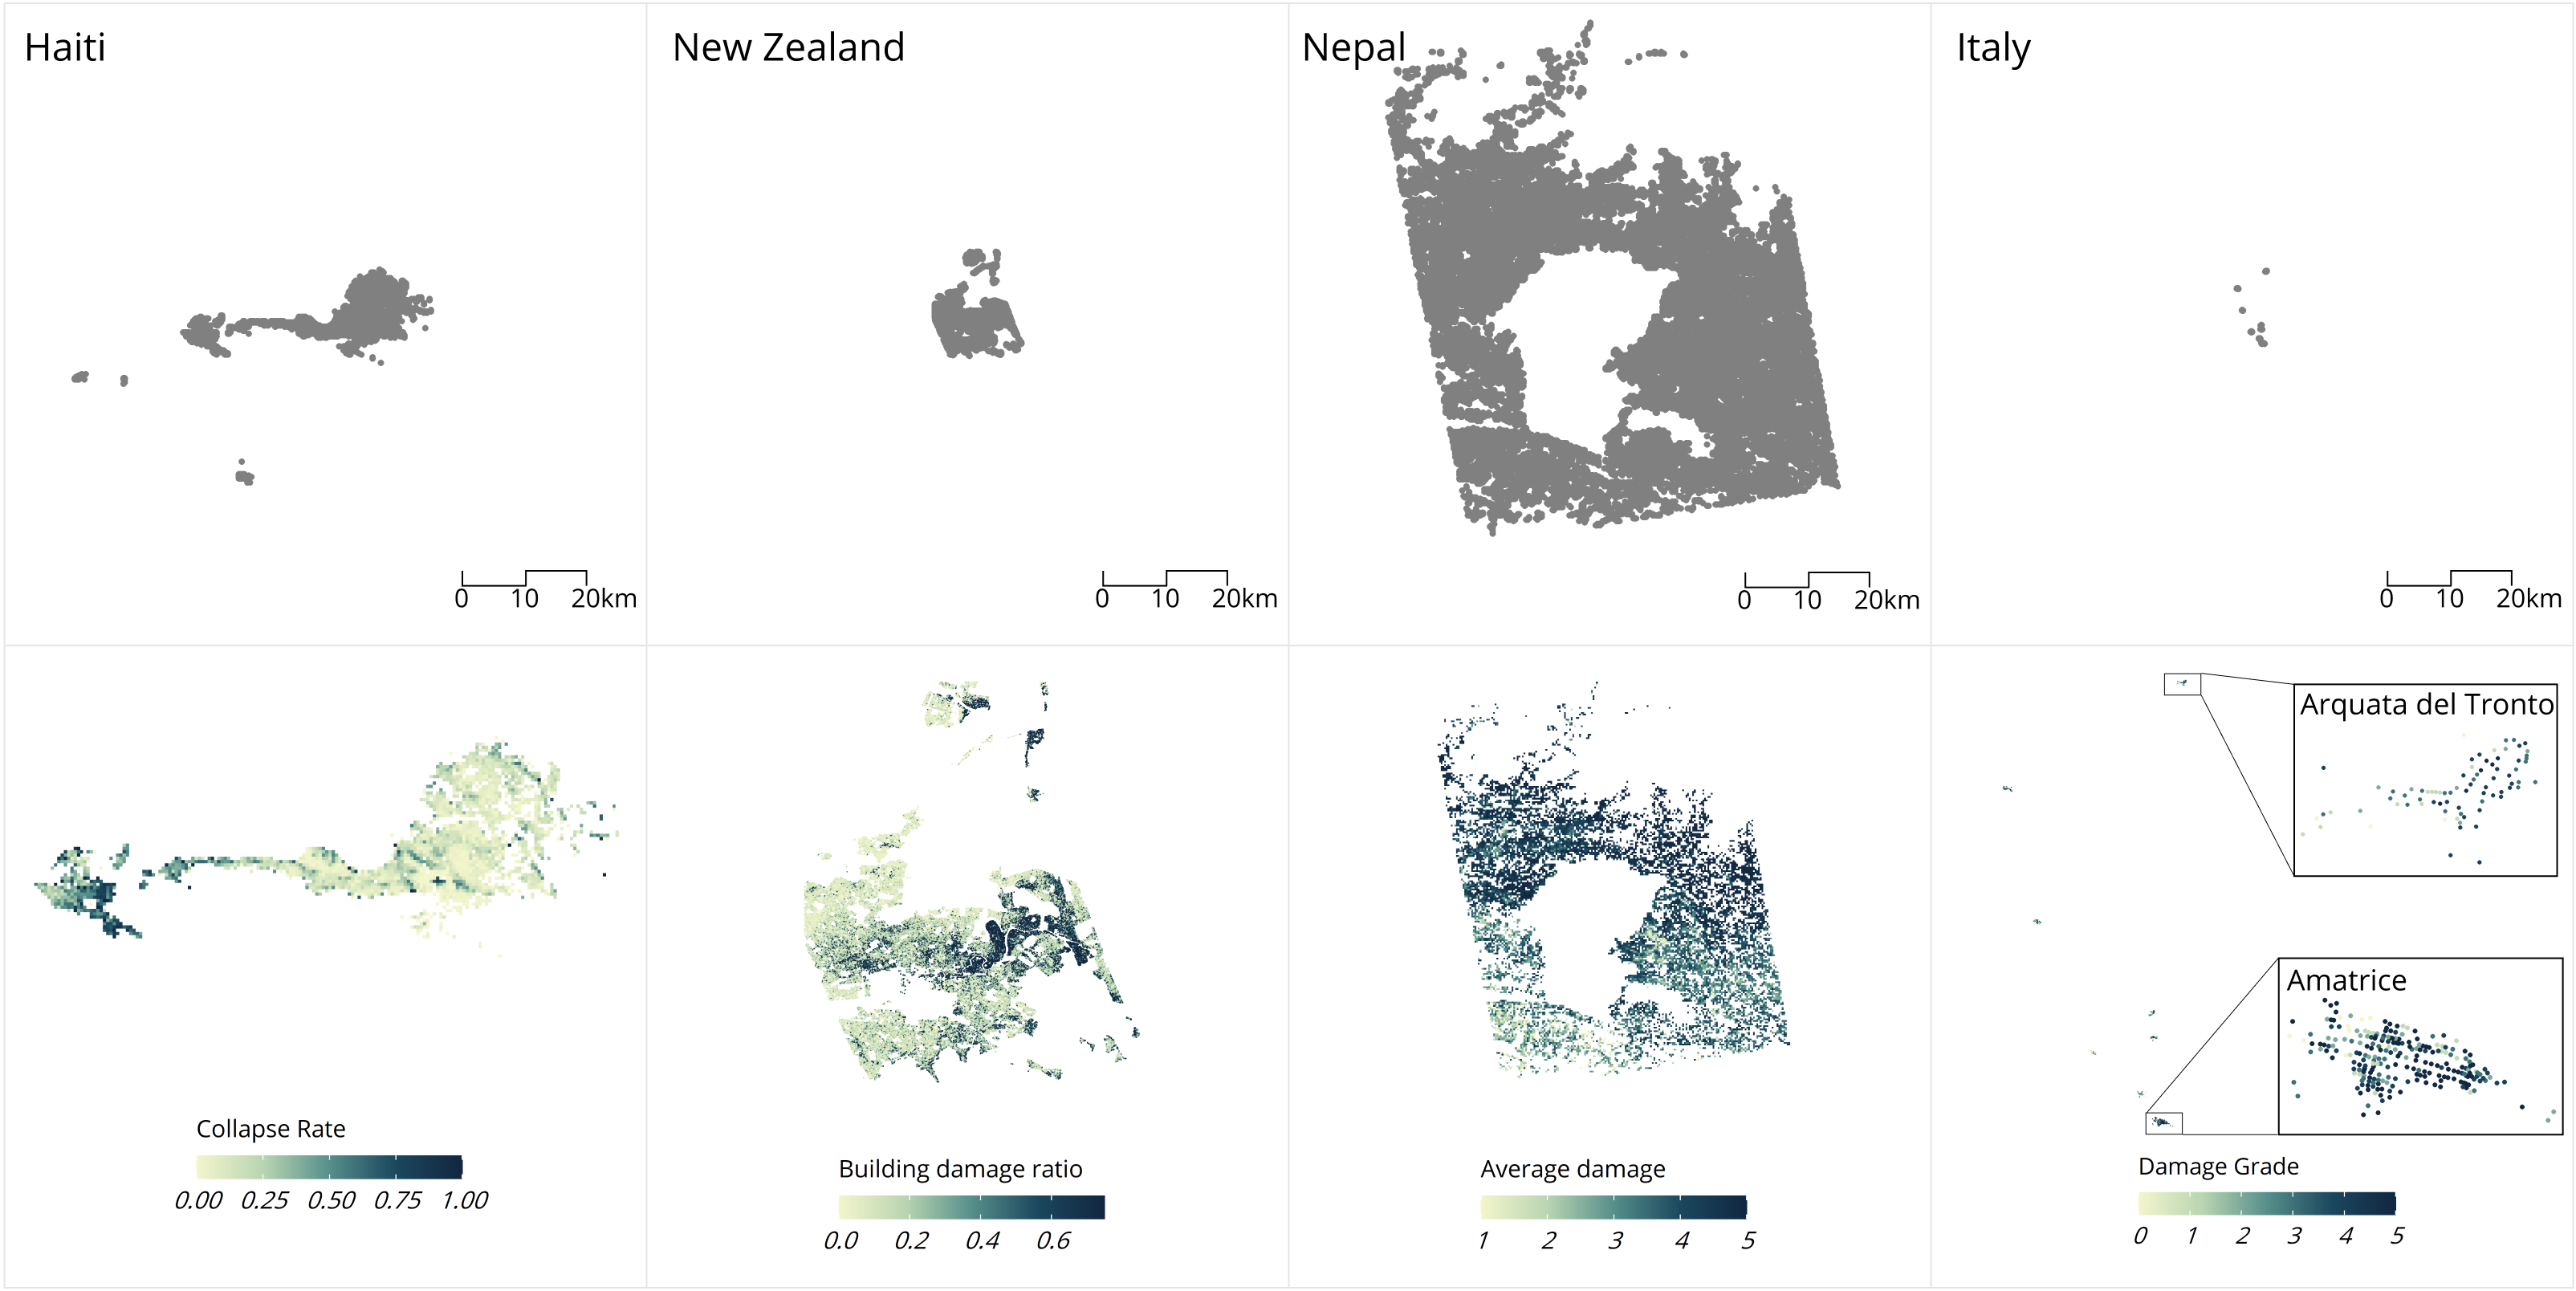 Haiti
New Zealand
Nepal
Italy
0 10 20km
0 10 20km
0 10 20km
0 10 20km
Arquata del Tronto
Amatrice
Collapse Rate
0.00 0.25 0.50 0.75 1.00
Building damage ratio
0.0 0.2 0.4 0.6
Average damage
1 2 3 4 5
Damage Grade
0 1 2 3 4 5